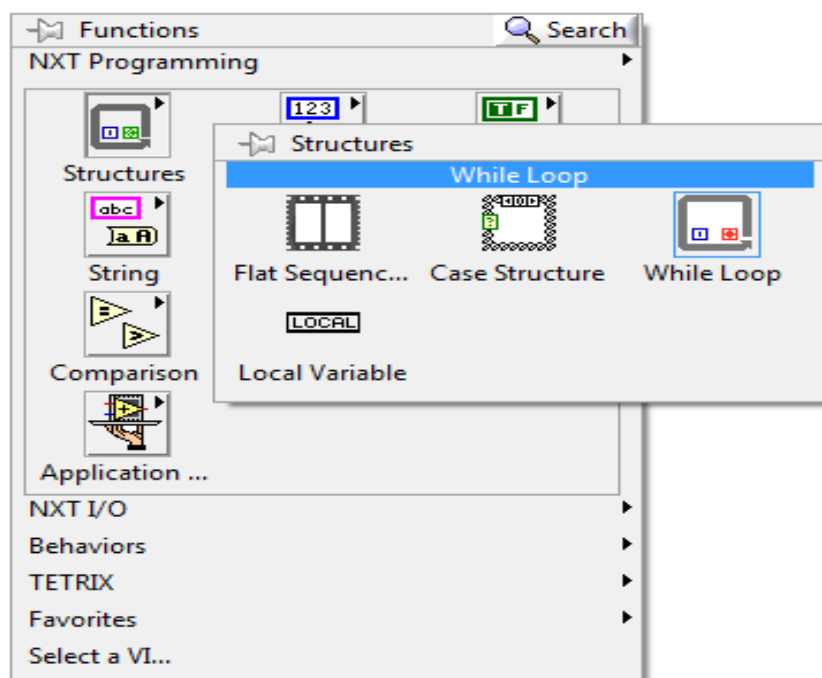 Functions
Search
NXT Programming
123
TF
Structures
Structures
While Loop
abc
a A
String
Flat Sequenc...
Case Structure
While Loop
LOCAL
Comparison
Local Variable
Application ...
NXT I/O
Behaviors
TETRIX
Favorites
Select a VI...